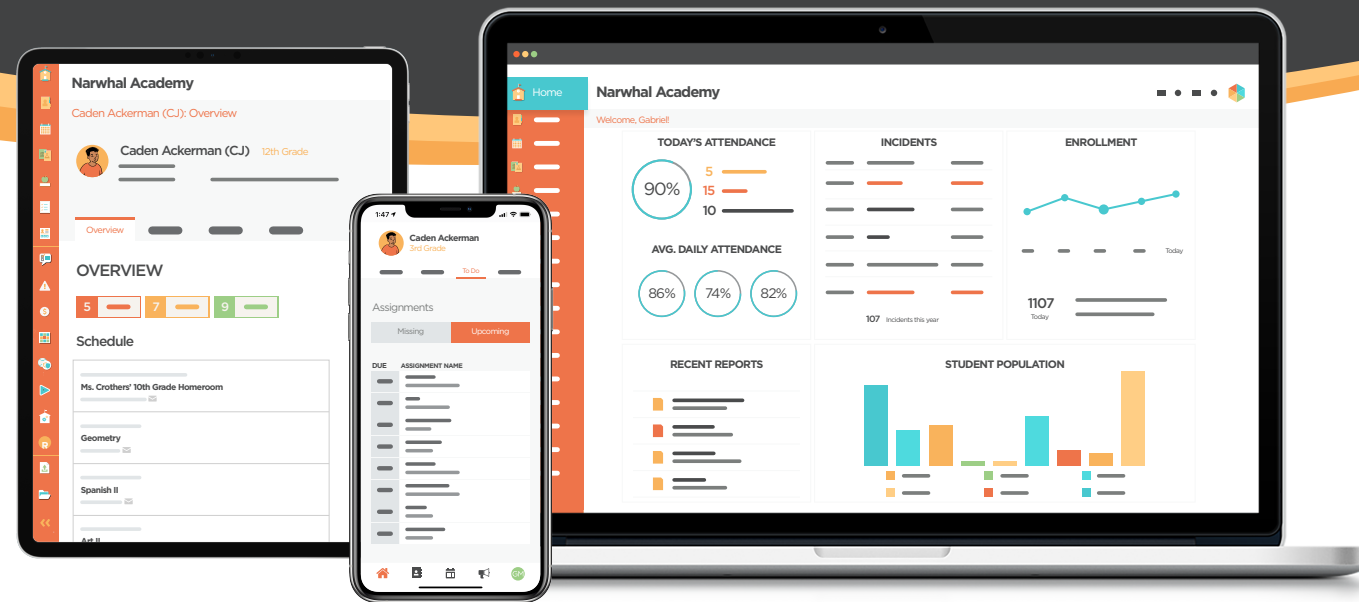 Narwhal Academy
Caden Ackerman (CJ): Overview
Caden Ackerman (CJ) 12th Grade
Overview
OVERVIEW
5 7 9
Schedule
Ms. Crothers' 10th Grade Homeroom
Geometry
Spanish II
Art II
1:47
Caden Ackerman
3rd Grade
To Do
Assignments
Missing Upcoming
DUE ASSIGNMENT NAME
GM
Home
Narwhal Academy
Welcome, Gabriel!
TODAY'S ATTENDANCE
90%
5
15
10
AVG. DAILY ATTENDANCE
86% 74% 82%
INCIDENTS
107 Incidents this year
ENROLLMENT
Today
1107
Today
RECENT REPORTS
STUDENT POPULATION